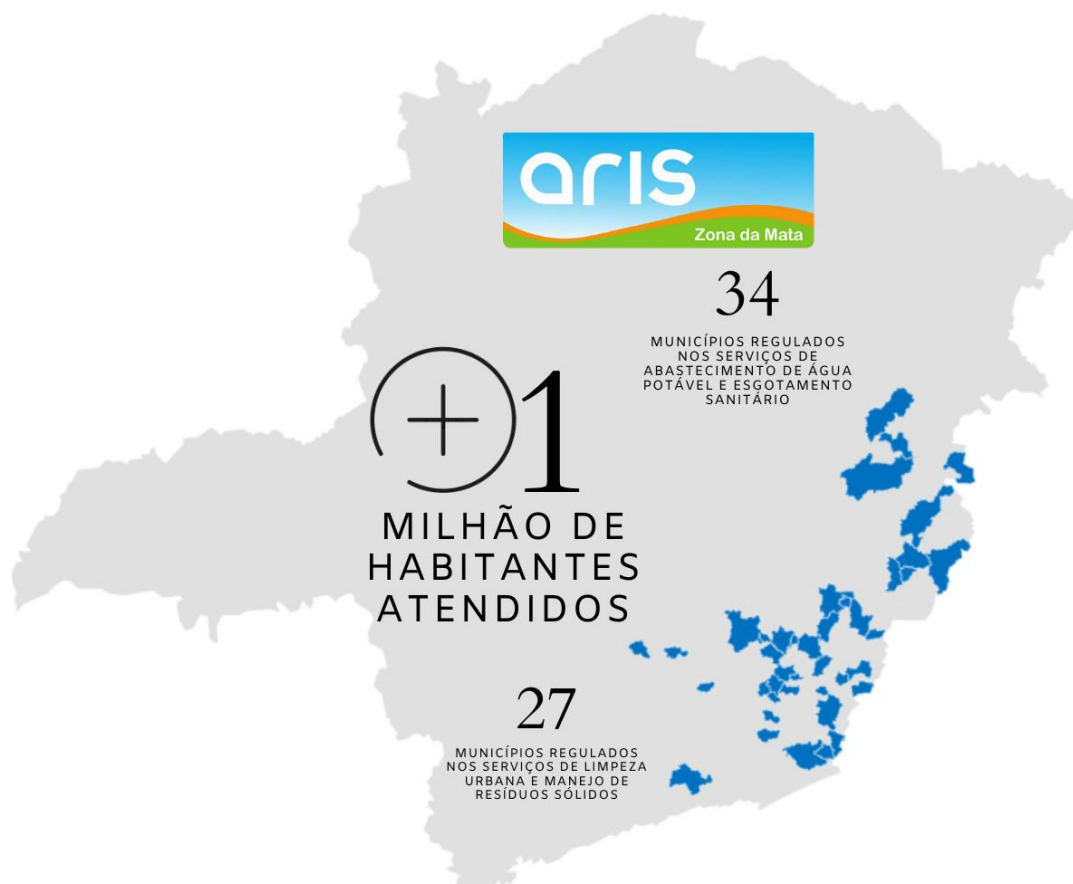 arıs
Zona da Mata
34
MUNICÍPIOS REGULADOS
NOS SERVIÇOS DE
ABASTECIMENTO DE ÁGUA
POTÁVEL E ESGOTAMENTO
SANITÁRIO
+1
MILHÃO DE
HABITANTES
ATENDIDOS
27
MUNICÍPIOS REGULADOS
NOS SERVIÇOS DE LIMPEZA
URBANA E MANEJO DE
RESÍDUOS SÓLIDOS